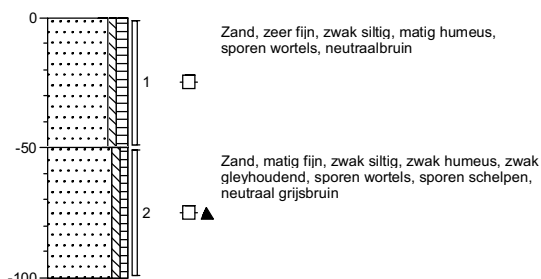 0
Zand, zeer fijn, zwak siltig, matig humeus,
sporen wortels, neutraalbruin
1
-50
Zand, matig fijn, zwak siltig, zwak humeus, zwak
gleyhoudend, sporen wortels, sporen schelpen,
neutraal grijsbruin
2
-100